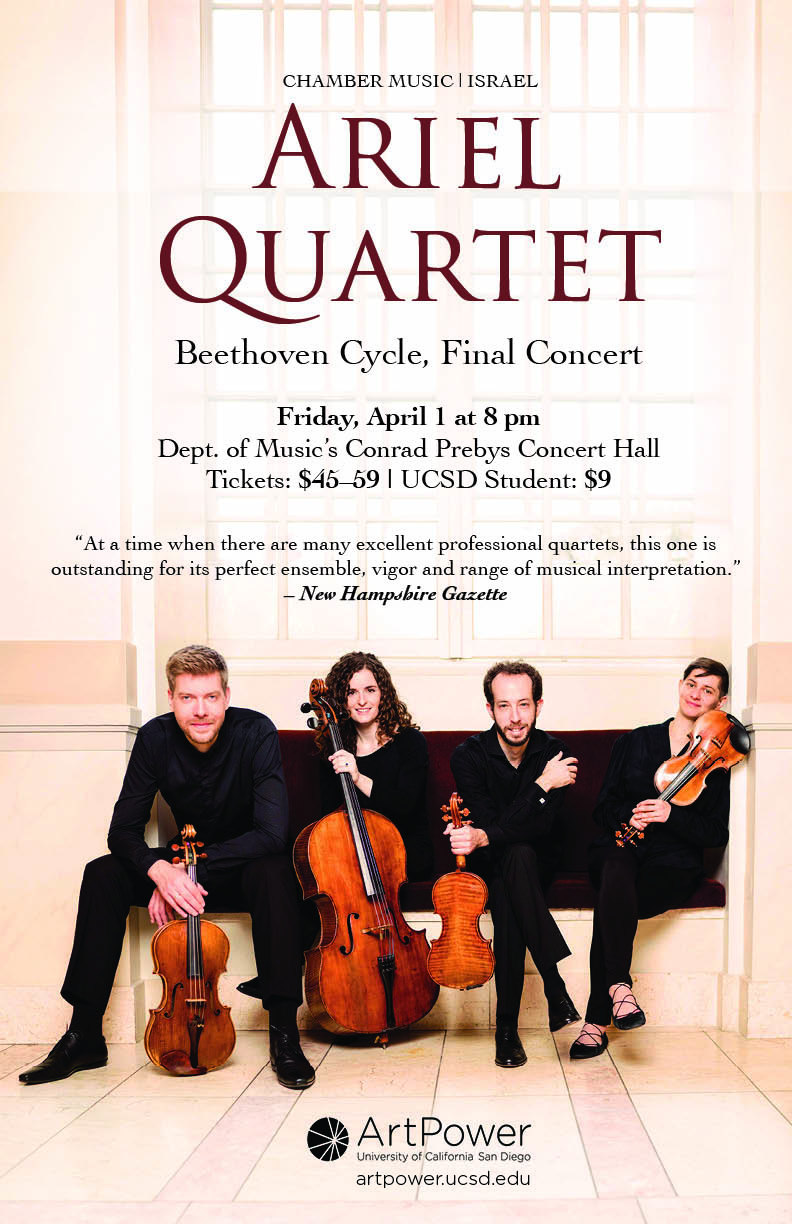 CHAMBER MUSIC | ISRAEL
ARIEL
QUARTET
Beethoven Cycle, Final Concert
Friday, April 1 at 8 pm
Dept. of Music’s Conrad Prebys Concert Hall
Tickets: $45–59 | UCSD Student: $9
“At a time when there are many excellent professional quartets, this one is
outstanding for its perfect ensemble, vigor and range of musical interpretation.”
– New Hampshire Gazette
ArtPower
University of California San Diego
artpower.ucsd.edu